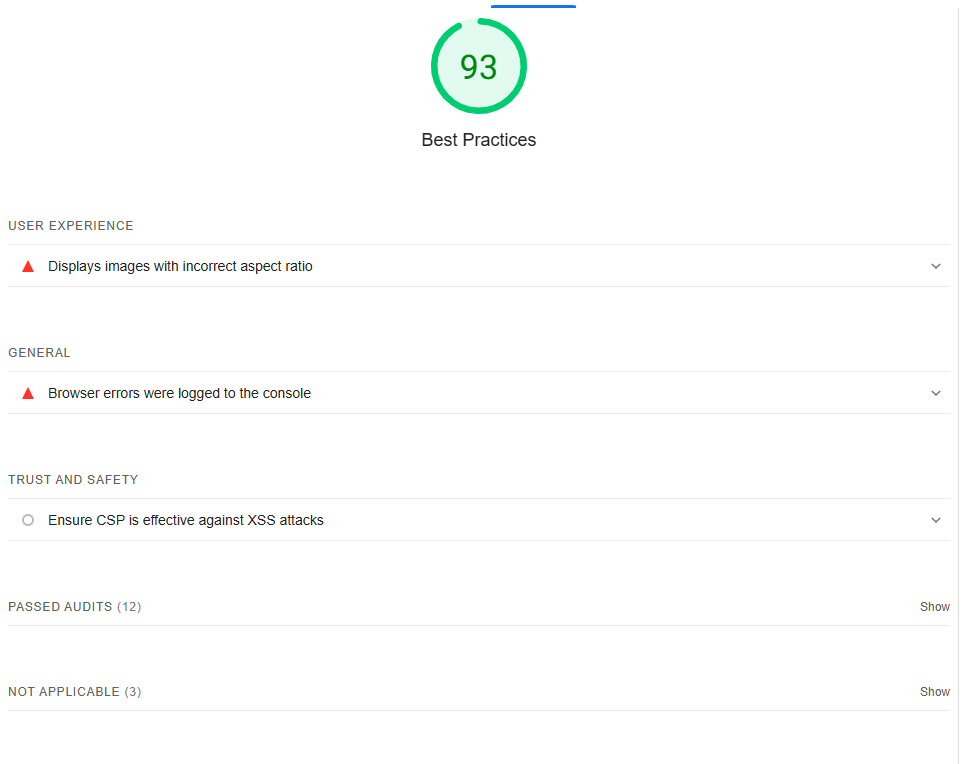 93
Best Practices
USER EXPERIENCE
Displays images with incorrect aspect ratio
GENERAL
Browser errors were logged to the console
TRUST AND SAFETY
Ensure CSP is effective against XSS attacks
PASSED AUDITS (12) Show
NOT APPLICABLE (3) Show